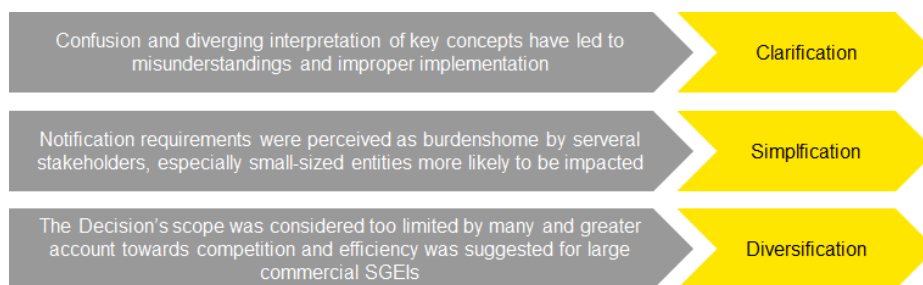 Confusion and diverging interpretation of key concepts have led to
misunderstandings and improper implementation
Clarification
Notification requirements were perceived as burdenshome by serveral
stakeholders, especially small-sized entities more likely to be impacted
Simplfication
The Decision's scope was considered too limited by many and greater
account towards competition and efficiency was suggested for large
commercial SGEIs
Diversification